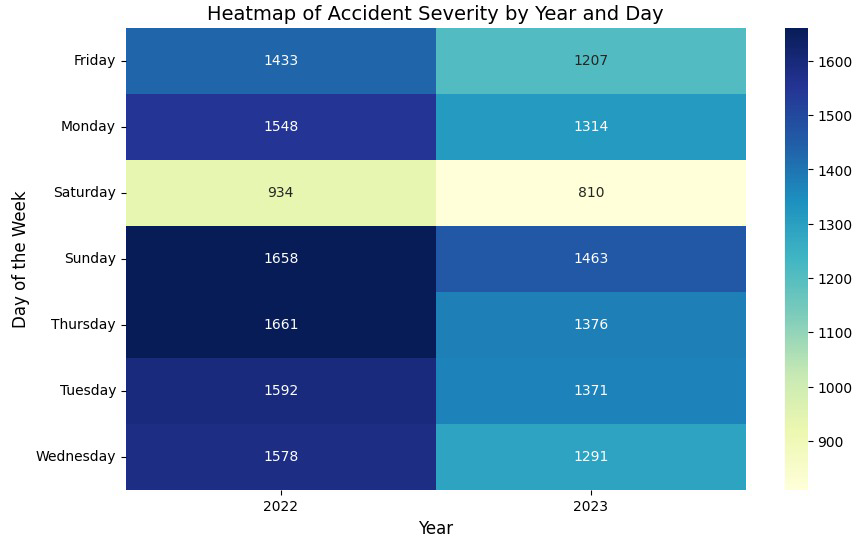 Heatmap of Accident Severity by Year and Day
Day of the Week
Friday 1433 1207
Monday 1548 1314
Saturday 934 810
Sunday 1658 1463
Thursday 1661 1376
Tuesday 1592 1371
Wednesday 1578 1291
2022 2023
Year
1600
1500
1400
1300
1200
1100
1000
900